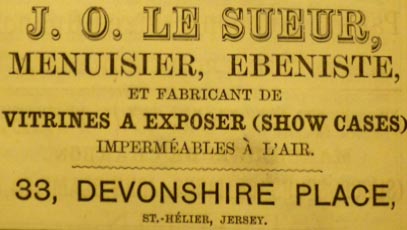 J. O. LE SUEUR,
MENUISIER, EBENISTE,
ET FABRICANT DE
VITRINES A EXPOSER (SHOW CASES)
IMPERMÉABLES À L'AIR.
33, DEVONSHIRE PLACE,
ST.-HÉLIER, JERSEY.